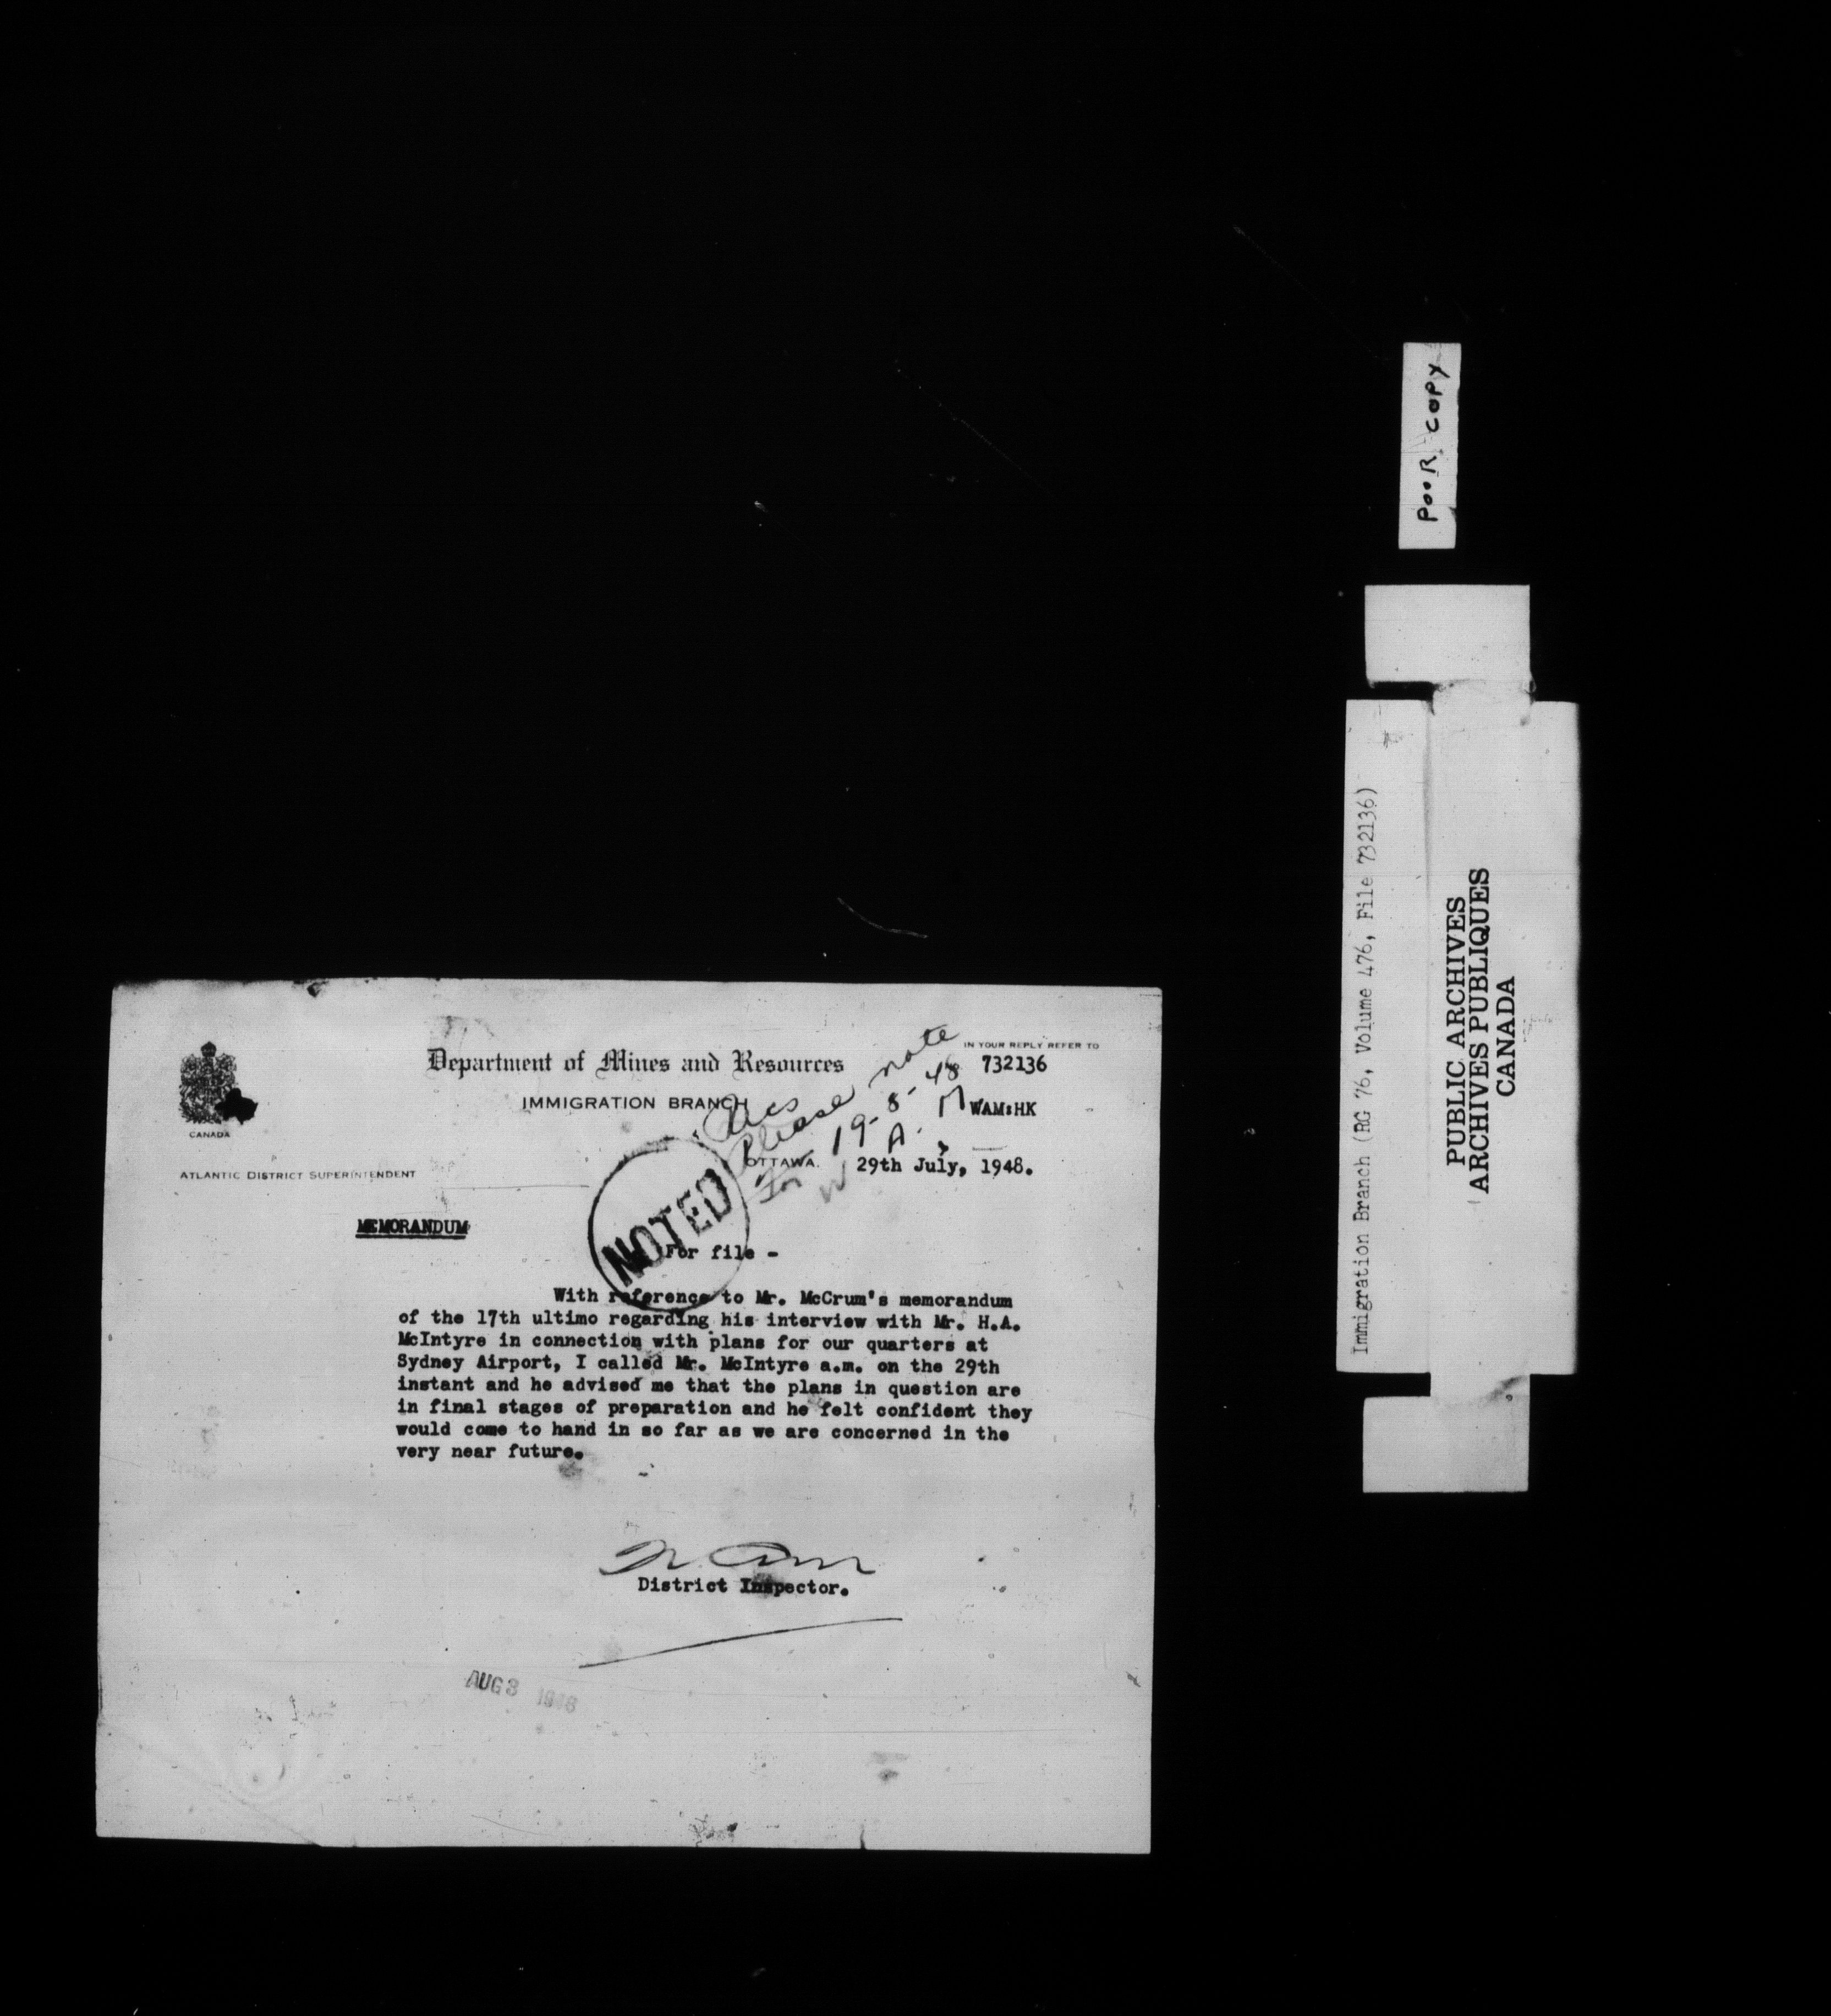 Department of Mines and Resources
IN YOUR REPLY REFER TO
732136
IMMIGRATION BRANCH
WAM:HK
CANADA
Please note
19-8-48
OTTAWA. 29th July, 1948.
ATLANTIC DISTRICT SUPERINTENDENT
NOTED
MEMORANDUM
For file -
With reference to Mr. McCrum's memorandum
of the 17th ultimo regarding his interview with Mr. H.A.
McIntyre in connection with plans for our quarters at
Sydney Airport, I called Mr. McIntyre a.m. on the 29th
instant and he advised me that the plans in question are
in final stages of preparation and he felt confident they
would come to hand in so far as we are concerned in the
very near future.
District Inspector.
AUG 3 1948
POOR COPY
Immigration Branch (RG 76, Volume 476, File 732136)
PUBLIC ARCHIVES
ARCHIVES PUBLIQUES
CANADA